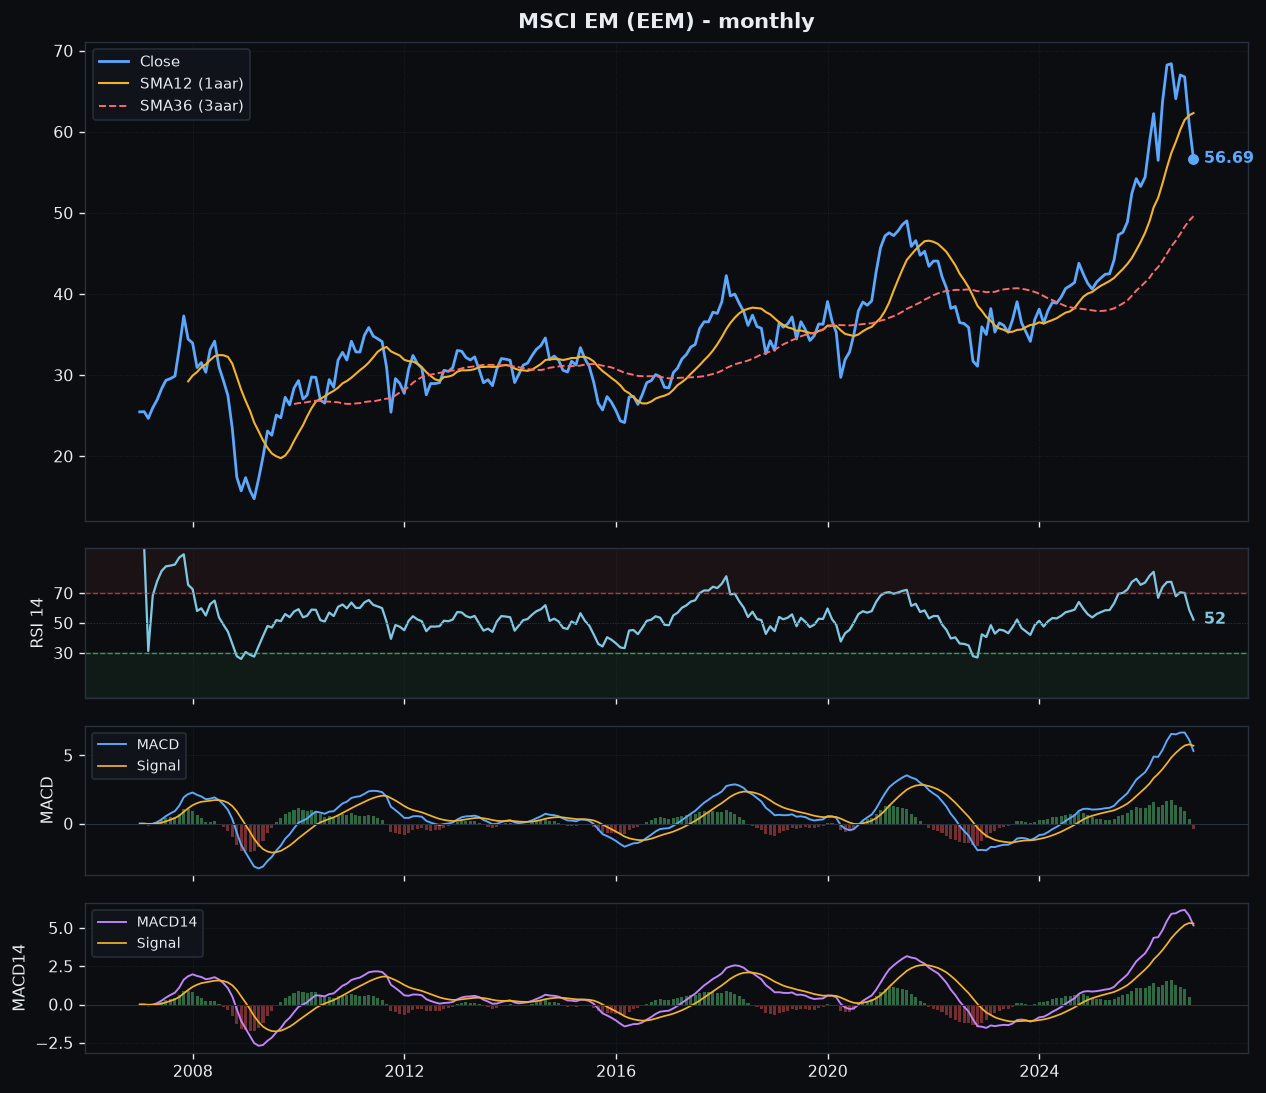 MSCI EM (EEM) - monthly
Close
SMA12 (1aar)
SMA36 (3aar)
70
60
50
40
30
20
56.69
RSI 14
70
50
30
52
MACD
Signal
MACD
5
0
MACD14
Signal
MACD14
5.0
2.5
0.0
−2.5
2008
2012
2016
2020
2024